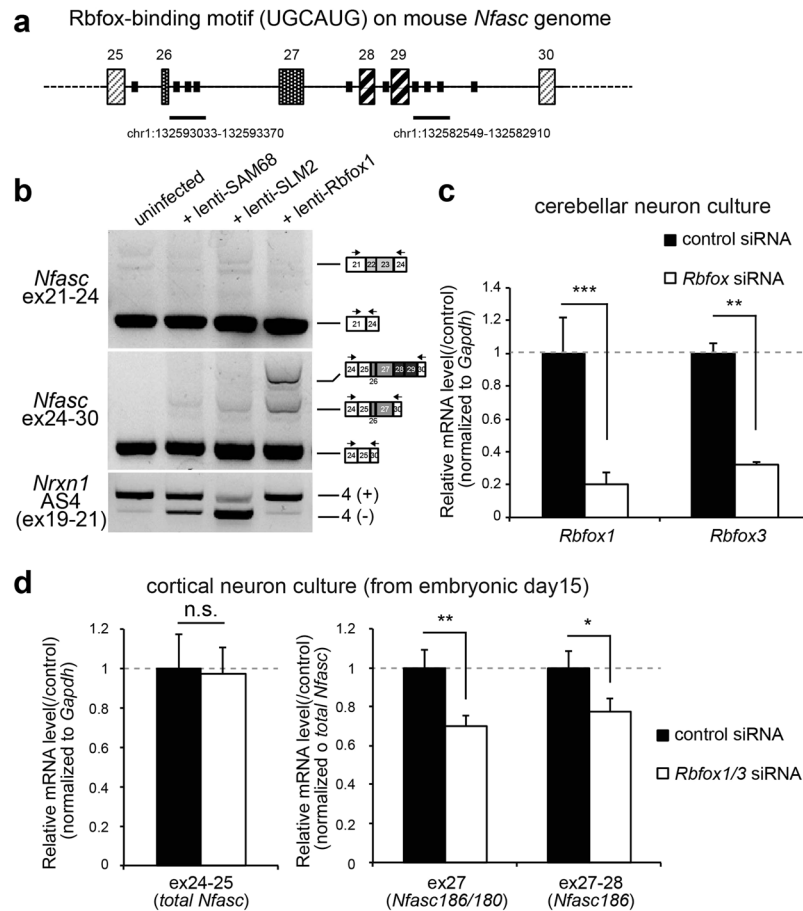 a
Rbfox-binding motif (UGCAUG) on mouse Nfasc genome
25 26 27 28 29 30
chr1:132593033-132593370
chr1:132582549-132582910
b
uninfected
+ lenti-SAM68
+ lenti-SLM2
+ lenti-Rbfox1
Nfasc
ex21-24
21 22 23 24
21 24
Nfasc
ex24-30
24 25 27 28 29 30
26
24 25 27 30
26
24 25 30
Nrxn1
AS4
(ex19-21)
4 (+)
4 (-)
c
cerebellar neuron culture
control siRNA
Rbfox siRNA
Relative mRNA level(/control)
(normalized to Gapdh)
1.4
1.2
1
0.8
0.6
0.4
0.2
0
***
**
Rbfox1
Rbfox3
d
cortical neuron culture (from embryonic day15)
Relative mRNA level(/control)
(normalized to Gapdh)
1.2
1
0.8
0.6
0.4
0.2
0
n.s.
ex24-25
(total Nfasc)
Relative mRNA level(/control)
(normalized o total Nfasc)
1.2
1
0.8
0.6
0.4
0.2
0
**
*
ex27
(Nfasc186/180)
ex27-28
(Nfasc186)
control siRNA
Rbfox1/3 siRNA